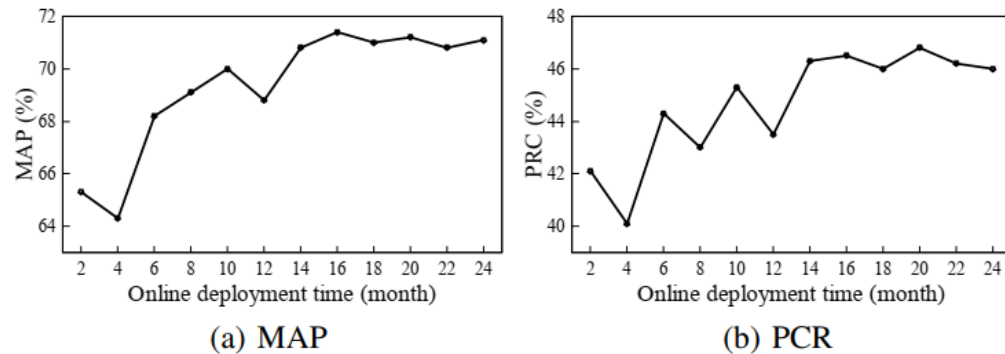 72
70
68
66
64
MAP (%)
2 4 6 8 10 12 14 16 18 20 22 24
Online deployment time (month)
(a) MAP
48
46
44
42
40
PRC (%)
2 4 6 8 10 12 14 16 18 20 22 24
Online deployment time (month)
(b) PCR